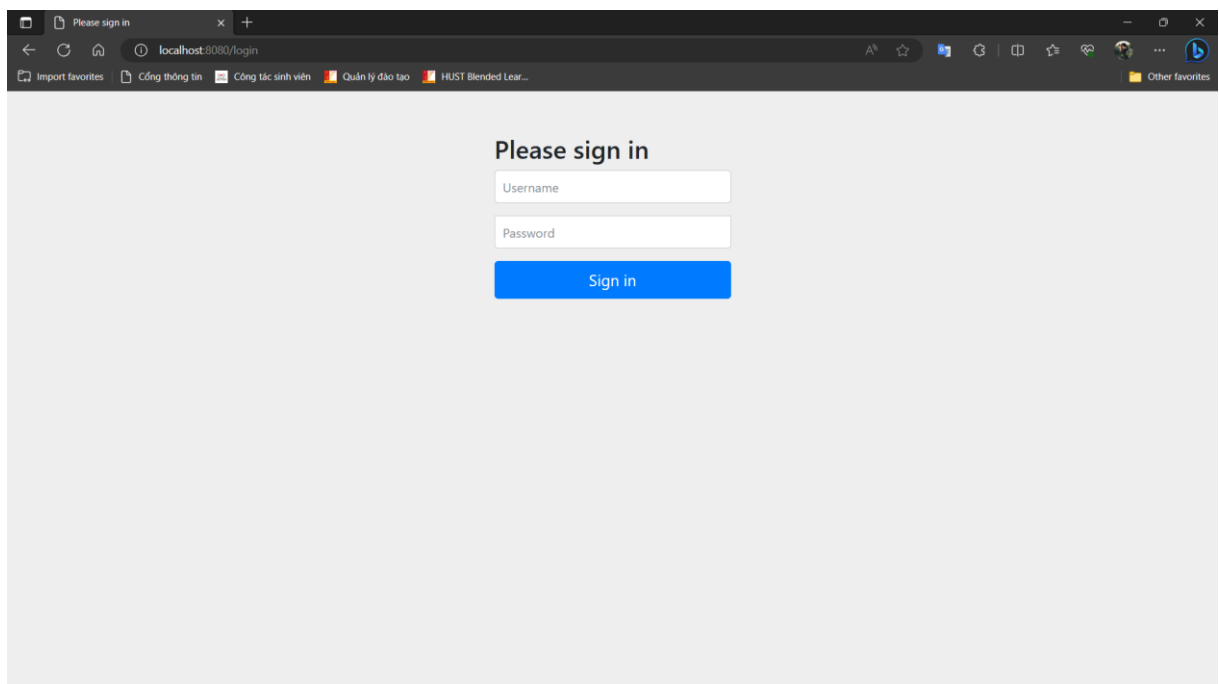 Please sign in
localhost:8080/login
Import favorites Cổng thông tin Công tác sinh viên Quản lý đào tạo HUST Blended Lear... Other favorites
Please sign in
Username
Password
Sign in